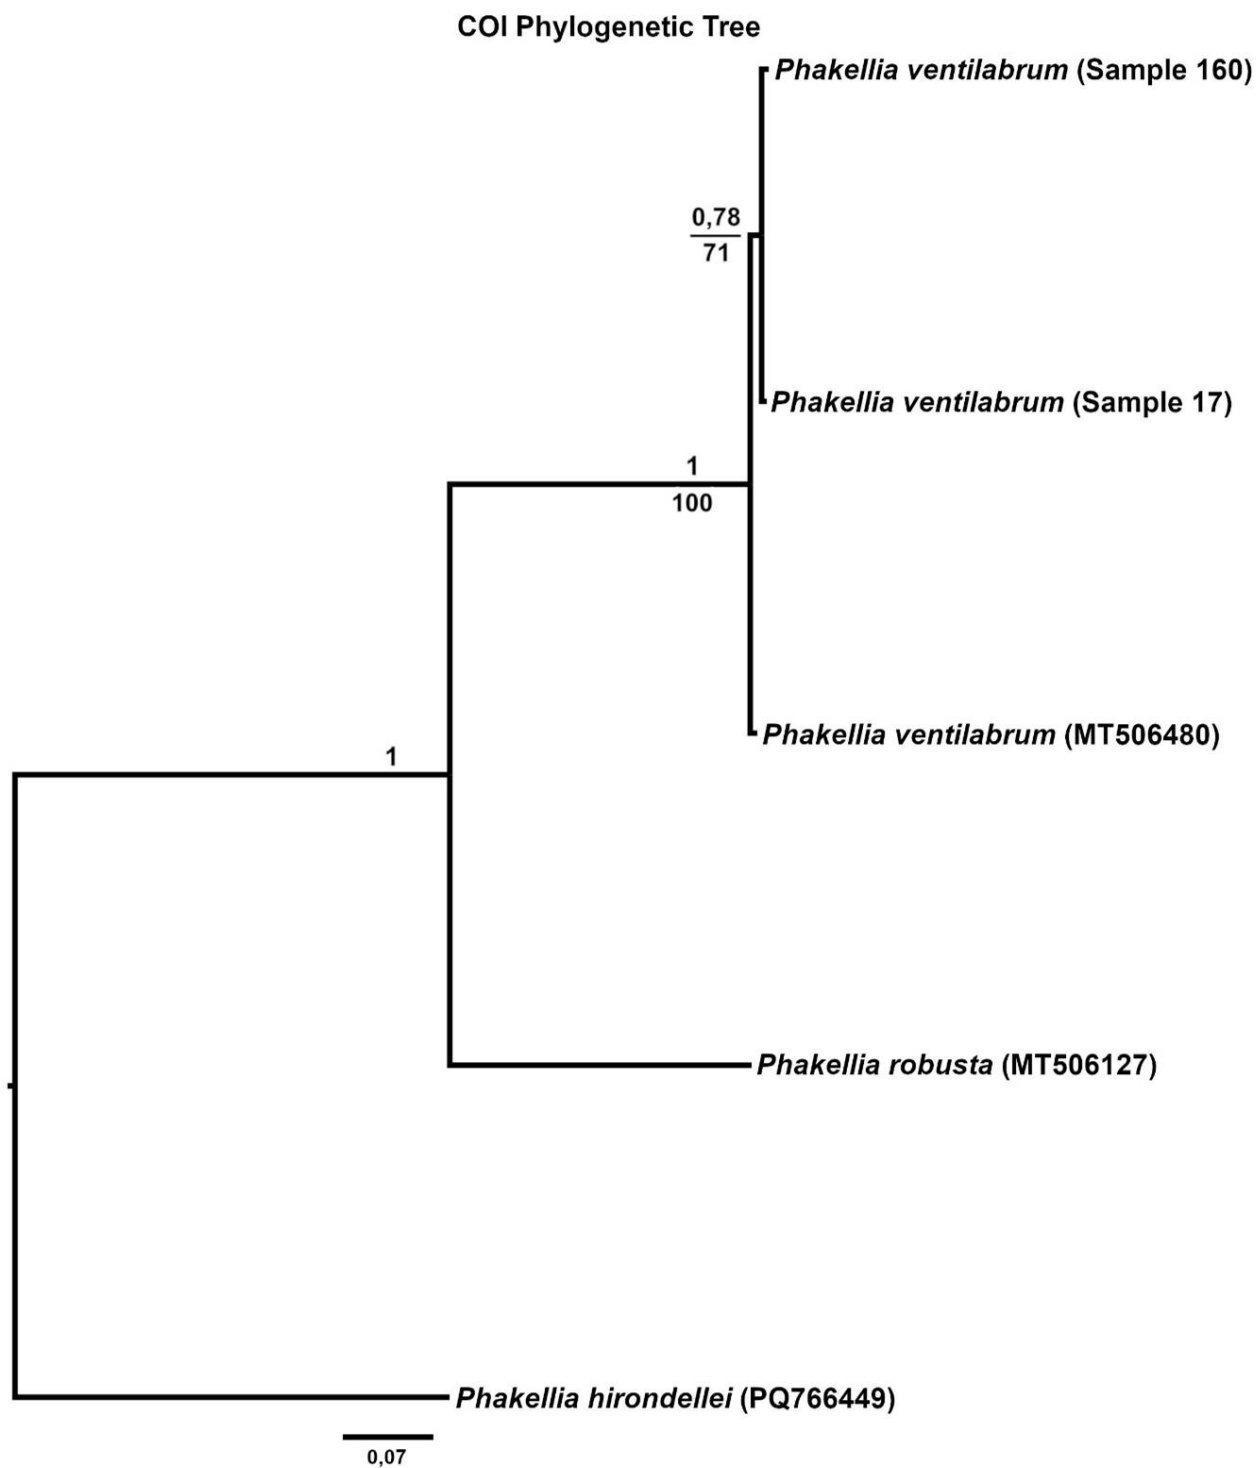 COI Phylogenetic Tree
Phakellia ventilabrum (Sample 160)
0,78
71
Phakellia ventilabrum (Sample 17)
1
100
Phakellia ventilabrum (MT506480)
1
Phakellia robusta (MT506127)
Phakellia hirondellei (PQ766449)
0,07